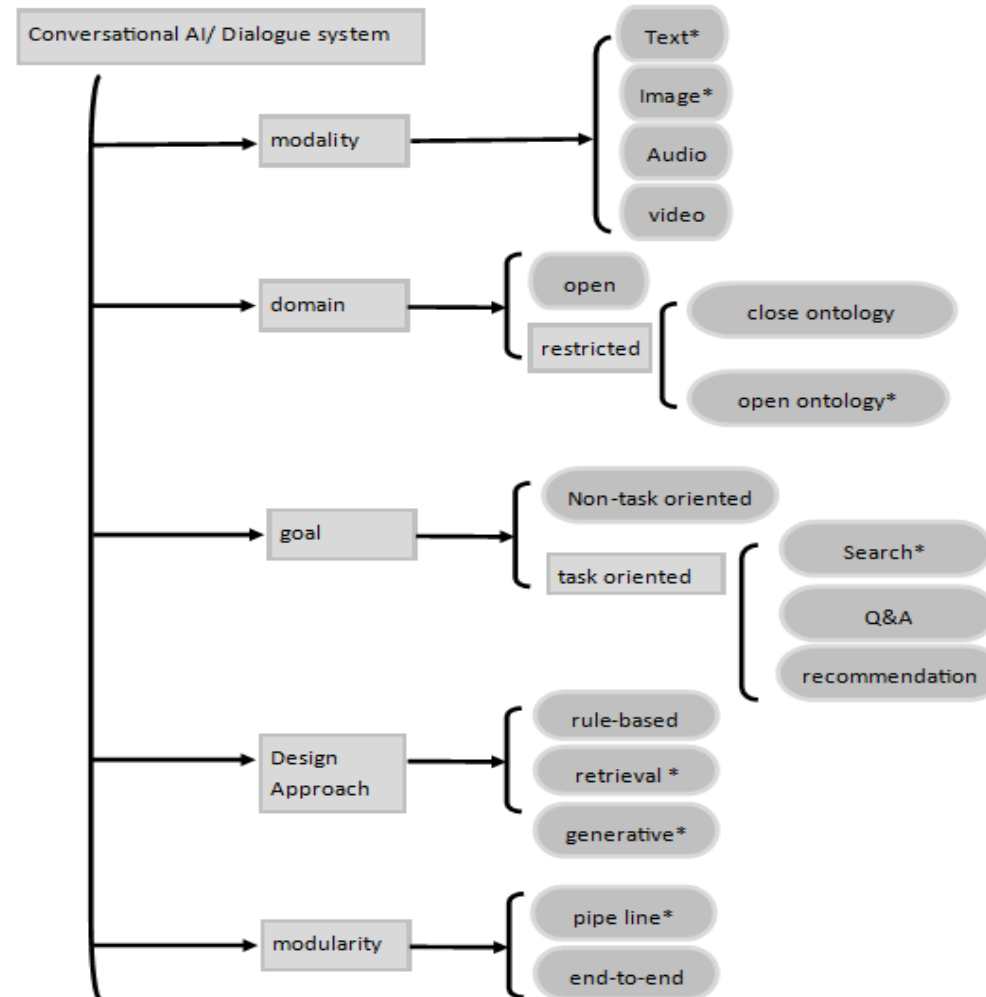 Conversational AI/ Dialogue system
modality
Text*
Image*
Audio
video
domain
open
restricted
close ontology
open ontology*
goal
Non-task oriented
task oriented
Search*
Q&A
recommendation
Design
Approach
rule-based
retrieval *
generative*
modularity
pipe line*
end-to-end